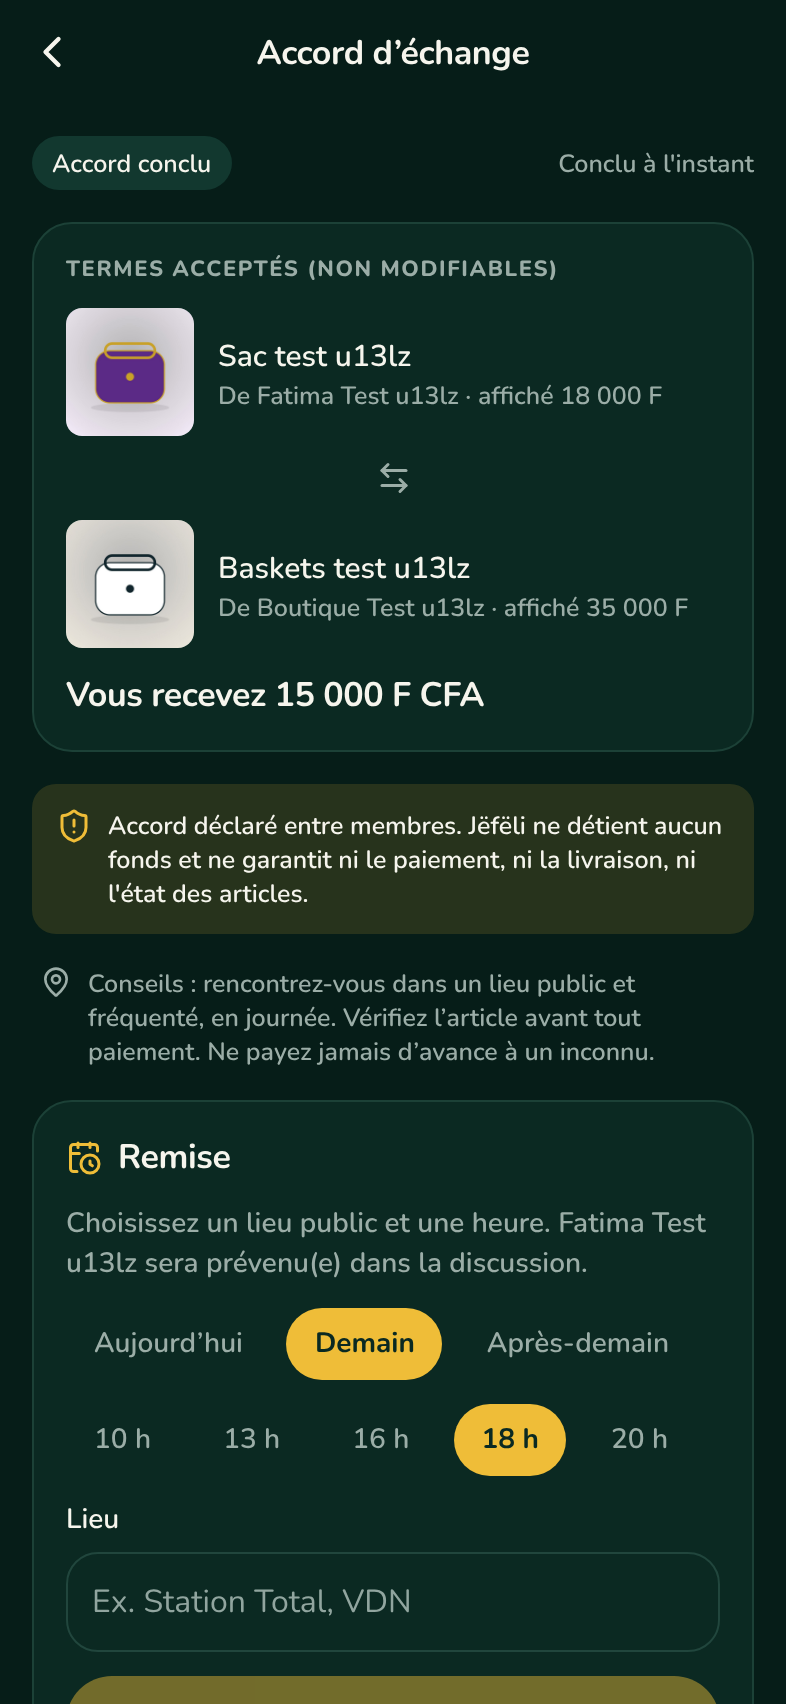 Accord d’échange
Accord conclu
Conclu à l'instant
TERMES ACCEPTÉS (NON MODIFIABLES)
Sac test u13lz
De Fatima Test u13lz · affiché 18 000 F
Baskets test u13lz
De Boutique Test u13lz · affiché 35 000 F
Vous recevez 15 000 F CFA
Accord déclaré entre membres. Jëfëli ne détient aucun
fonds et ne garantit ni le paiement, ni la livraison, ni
l'état des articles.
Conseils : rencontrez-vous dans un lieu public et
fréquenté, en journée. Vérifiez l’article avant tout
paiement. Ne payez jamais d’avance à un inconnu.
Remise
Choisissez un lieu public et une heure. Fatima Test
u13lz sera prévenu(e) dans la discussion.
Aujourd’hui Demain Après-demain
10 h 13 h 16 h 18 h 20 h
Lieu
Ex. Station Total, VDN